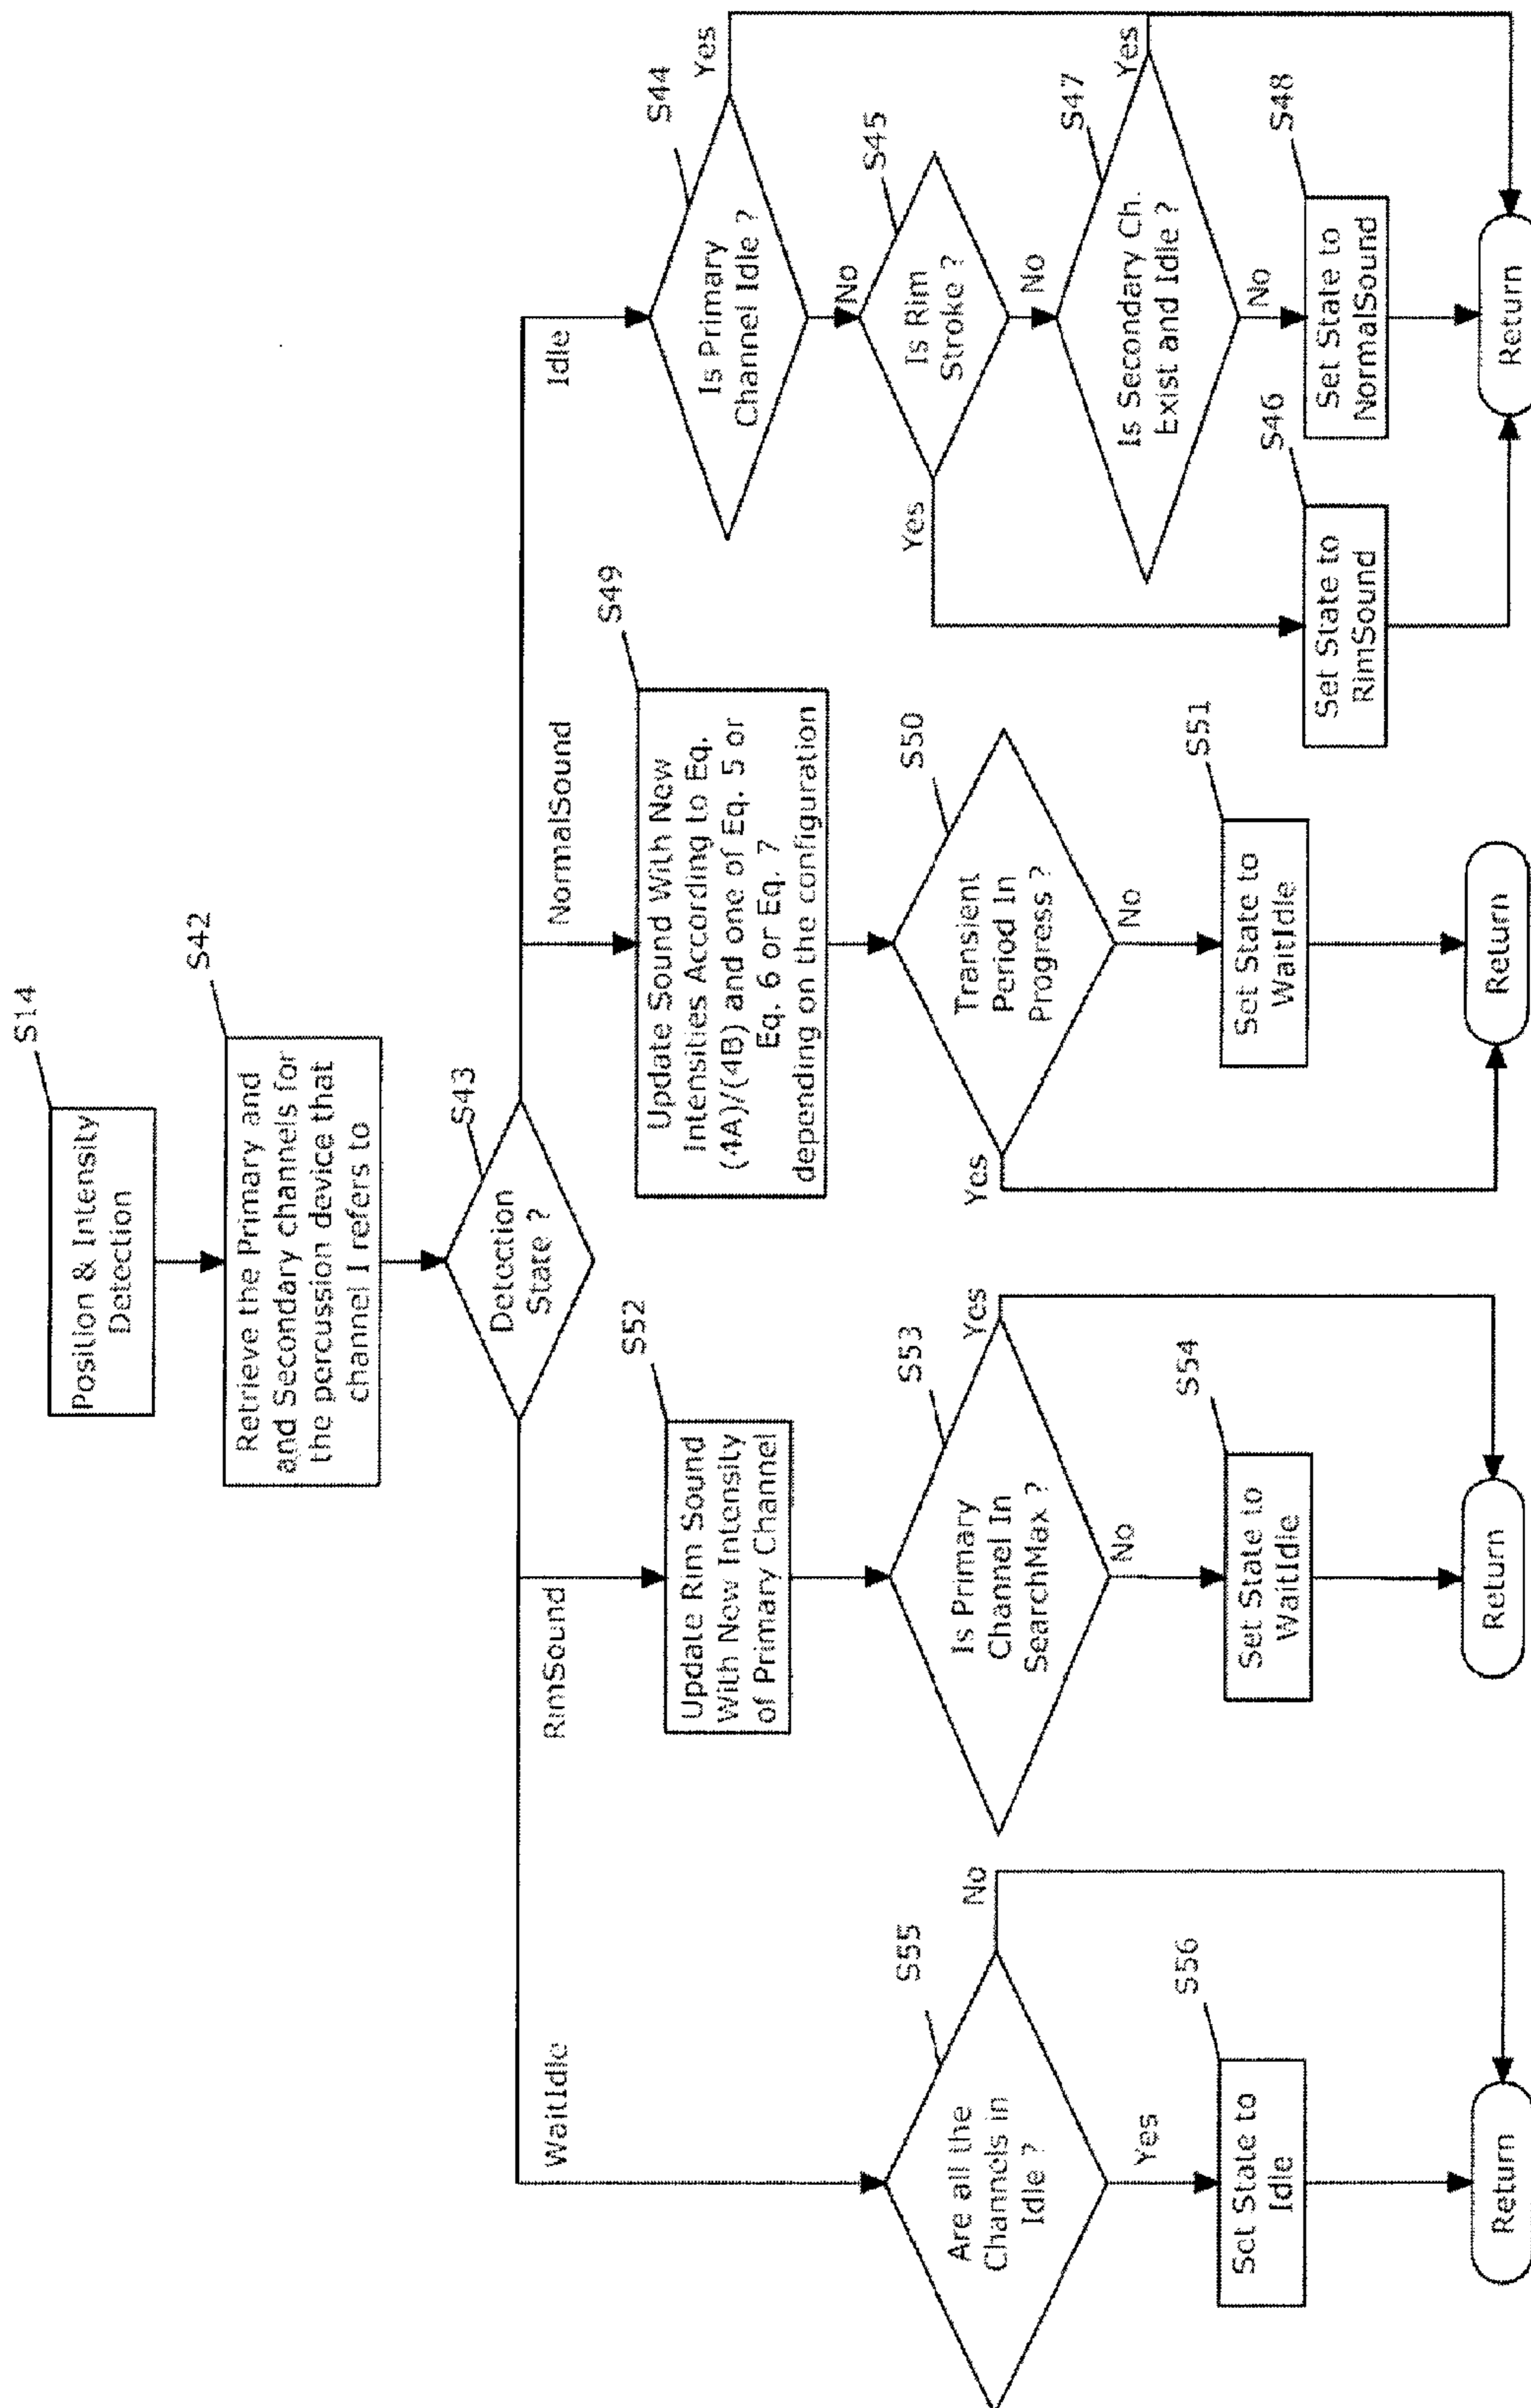 S14
Position & Intensity
Detection
S42
Retrieve the Primary and
and Secondary channels for
the percussion device that
channel I refers to
S43
Detection
State ?
WaitIdle
RimSound
NormalSound
Idle
S55
Are all the
Channels in
Idle ?
No
Yes
S56
Set State to
Idle
Return
S52
Update Rim Sound
With New Intensity
of Primary Channel
S53
Is Primary
Channel In
SearchMax ?
Yes
No
S54
Set State to
WaitIdle
Return
S49
Update Sound With New
Intensities According to Eq.
(4A)/(4B) and one of Eq. 5 or
Eq. 6 or Eq. 7
depending on the configuration
S50
Transient
Period In
Progress ?
Yes
No
S51
Set State to
WaitIdle
Return
S44
Is Primary
Channel Idle ?
Yes
No
S45
Is Rim
Stroke ?
Yes
No
S47
Is Secondary Ch.
Exist and Idle ?
Yes
No
S46
Set State to
RimSound
S48
Set State to
NormalSound
Return